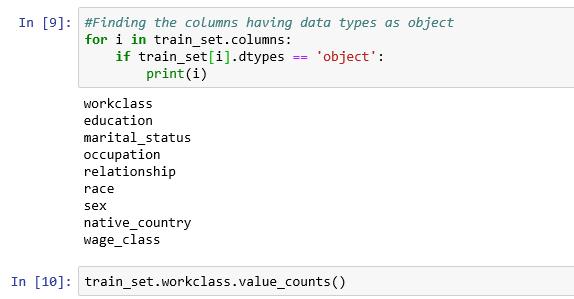 In [9]: #Finding the columns having data types as object
for i in train_set.columns:
    if train_set[i].dtypes == 'object':
        print(i)
workclass
education
marital_status
occupation
relationship
race
sex
native_country
wage_class
In [10]: train_set.workclass.value_counts()